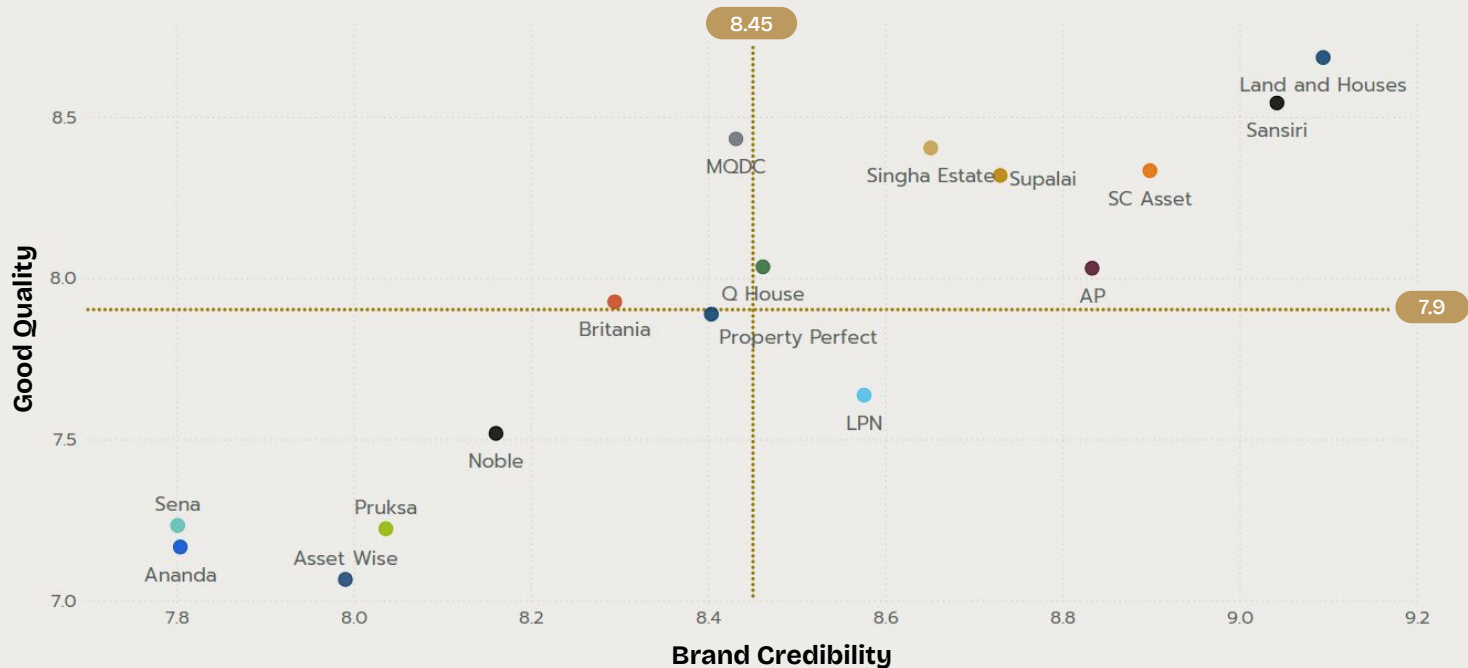 8.45
Land and Houses
8.5
Sansiri
MQDC
Singha Estate
Supalai
SC Asset
Good Quality
8.0
Q House
AP
7.9
Britania
Property Perfect
LPN
7.5
Noble
Sena
Pruksa
Asset Wise
Ananda
7.0
7.8
8.0
8.2
8.4
8.6
8.8
9.0
9.2
Brand Credibility